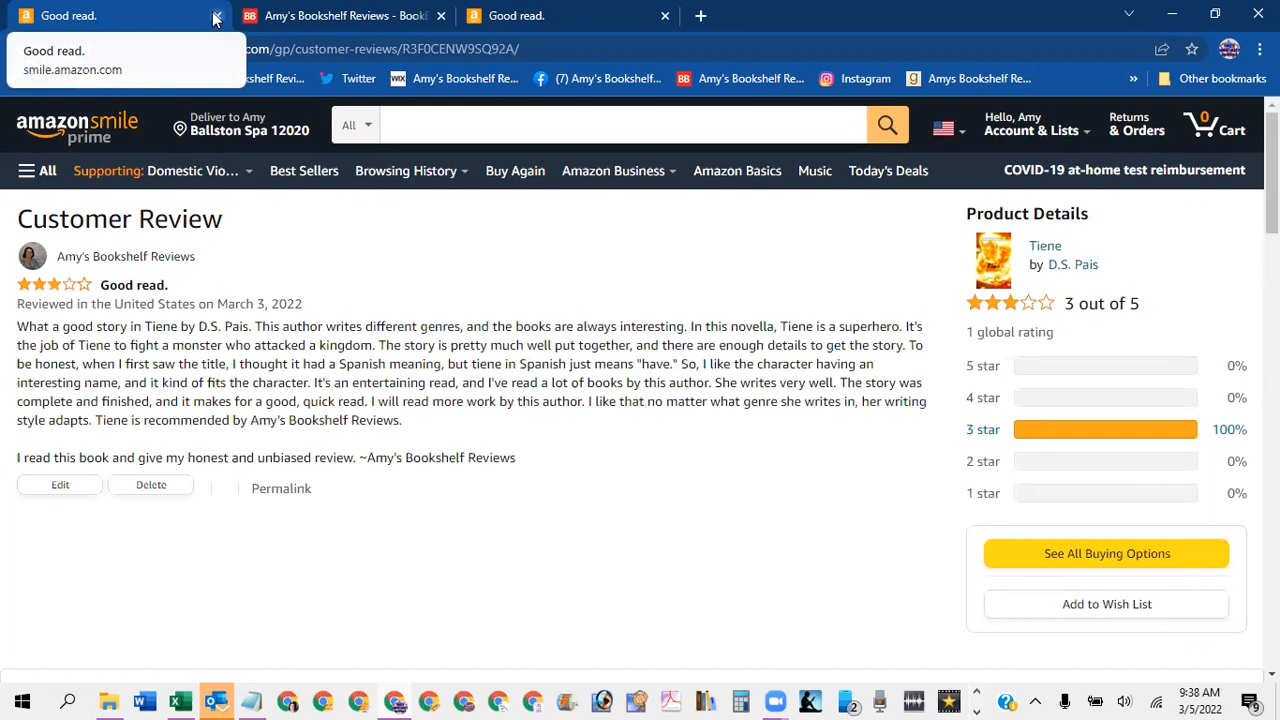 Good read.
Amy's Bookshelf Reviews - Book
Good read.
Good read.
smile.amazon.com
com/gp/customer-reviews/R3F0CENW9SQ92A/
kshelf Revi...
Twitter
WIX
Amy's Bookshelf Re...
(7) Amy's Bookshelf...
BB
Amy's Bookshelf Re...
Instagram
Amys Bookshelf Re...
»
Other bookmarks
amazonsmile
prime
Deliver to Amy
Ballston Spa 12020
All
Hello, Amy
Account & Lists
Returns
& Orders
0
Cart
All
Supporting: Domestic Vio...
Best Sellers
Browsing History
Buy Again
Amazon Business
Amazon Basics
Music
Today's Deals
COVID-19 at-home test reimbursement
Customer Review
Amy's Bookshelf Reviews
Good read.
Reviewed in the United States on March 3, 2022
What a good story in Tiene by D.S. Pais. This author writes different genres, and the books are always interesting. In this novella, Tiene is a superhero. It's
the job of Tiene to fight a monster who attacked a kingdom. The story is pretty much well put together, and there are enough details to get the story. To
be honest, when I first saw the title, I thought it had a Spanish meaning, but tiene in Spanish just means "have." So, I like the character having an
interesting name, and it kind of fits the character. It's an entertaining read, and I've read a lot of books by this author. She writes very well. The story was
complete and finished, and it makes for a good, quick read. I will read more work by this author. I like that no matter what genre she writes in, her writing
style adapts. Tiene is recommended by Amy's Bookshelf Reviews.
I read this book and give my honest and unbiased review. ~Amy's Bookshelf Reviews
Edit
Delete
Permalink
Product Details
Tiene
by D.S. Pais
3 out of 5
1 global rating
5 star 0%
4 star 0%
3 star 100%
2 star 0%
1 star 0%
See All Buying Options
Add to Wish List
9:38 AM
3/5/2022
2
9